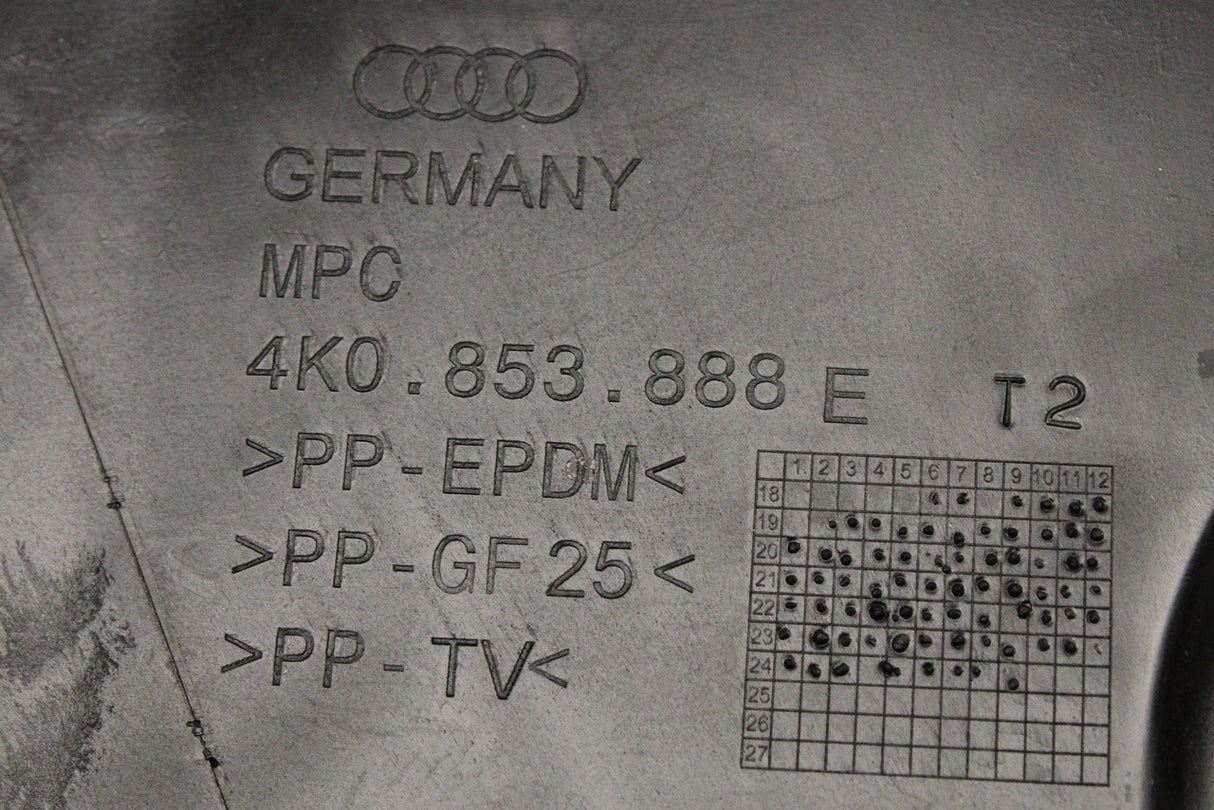 GERMANY
MPC
4K0.853.888 E T2
>PP-EPDM<
>PP-GF25<
>PP-TV<
1 2 3 4 5 6 7 8 9 10 11 12
18
19
20
21
22
23
24
25
26
27